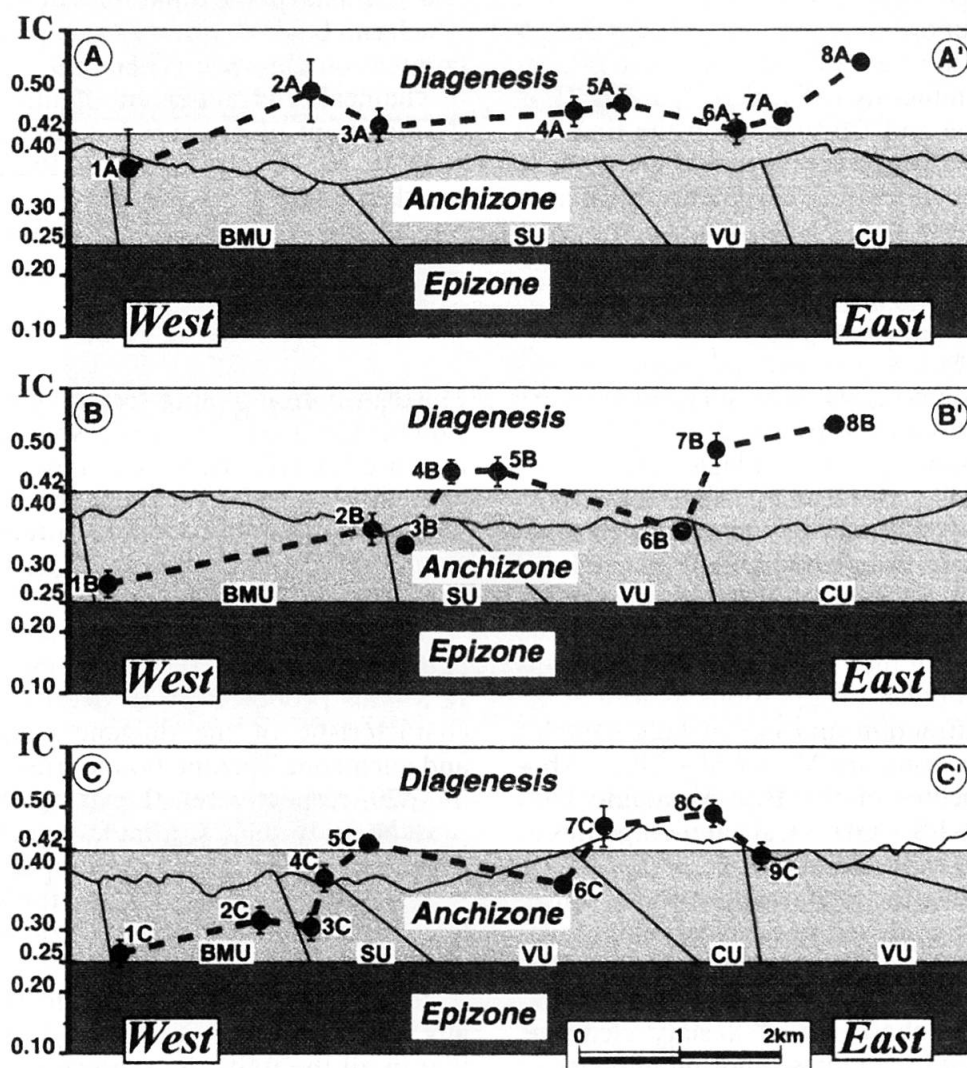 IC
A
A'
0.50
0.42
0.30
0.25
0.20
0.10
Diagenesis
1A
2A
3A
4A
5A
6A
7A
8A
Anchizone
BMU
SU
VU
CU
Epizone
West
East
IC
B
B'
0.50
0.42
0.40
0.30
0.25
0.20
0.10
Diagenesis
1B
2B
3B
4B
5B
6B
7B
8B
Anchizone
BMU
SU
VU
CU
Epizone
West
East
IC
C
C'
0.50
0.42
0.40
0.30
0.25
0.20
0.10
Diagenesis
1C
2C
3C
4C
5C
6C
7C
8C
9C
Anchizone
BMU
SU
VU
CU
VU
Epizone
West
East
0 1 2km